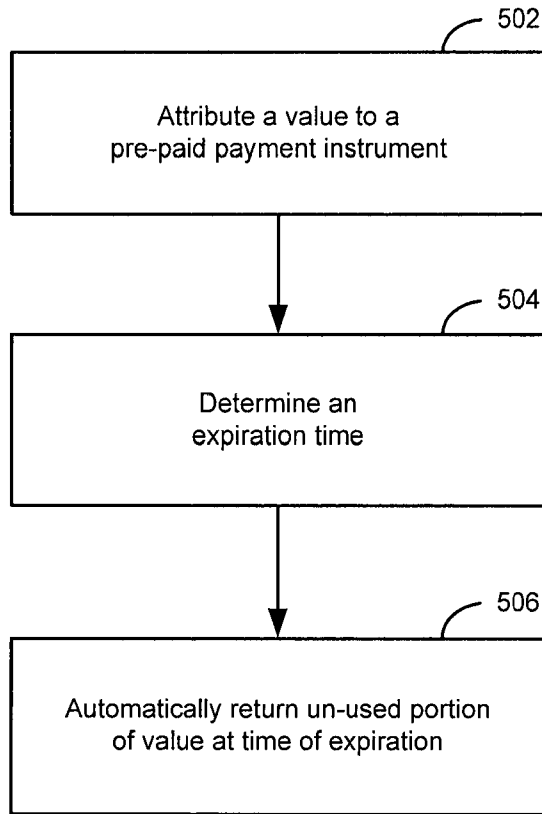 502
Attribute a value to a
pre-paid payment instrument
504
Determine an
expiration time
506
Automatically return un-used portion
of value at time of expiration